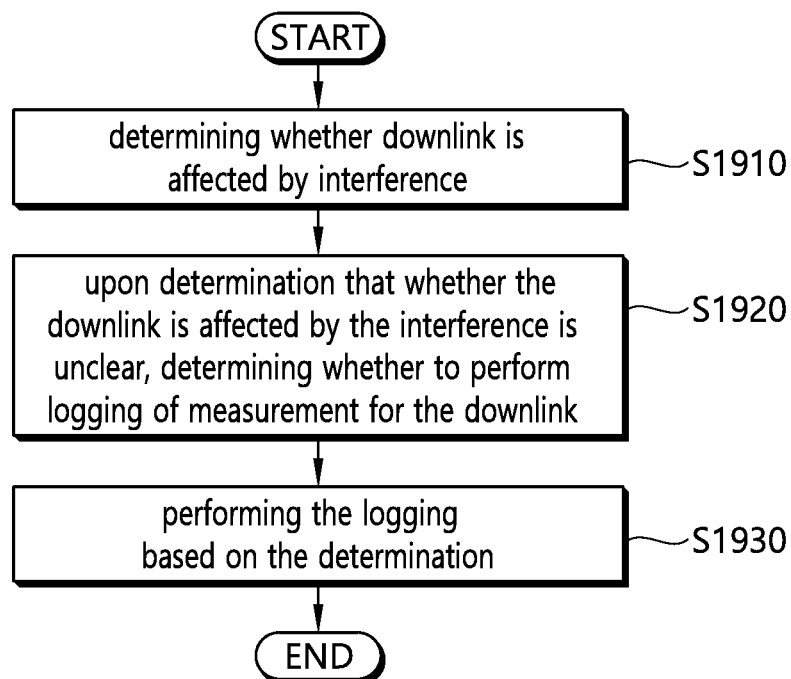 START
determining whether downlink is
affected by interference
S1910
upon determination that whether the
downlink is affected by the interference is
unclear, determining whether to perform
logging of measurement for the downlink
S1920
performing the logging
based on the determination
S1930
END